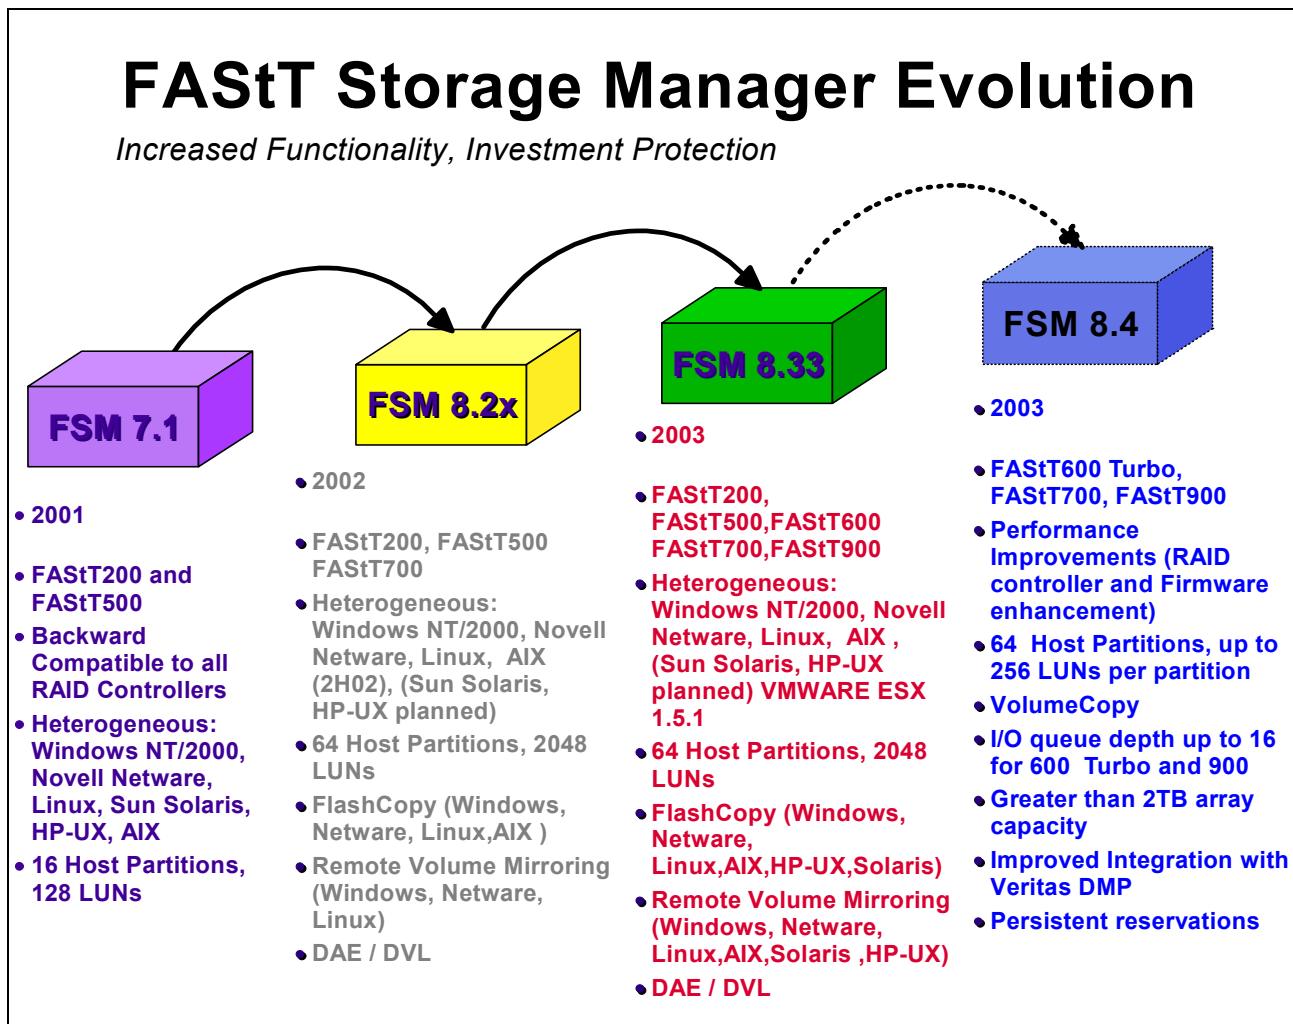 FAStT Storage Manager Evolution
Increased Functionality, Investment Protection
FSM 7.1
• 2001
• FAStT200 and
FAStT500
• Backward
Compatible to all
RAID Controllers
• Heterogeneous:
Windows NT/2000,
Novell Netware,
Linux, Sun Solaris,
HP-UX, AIX
• 16 Host Partitions,
128 LUNs
FSM 8.2x
• 2002
• FAStT200, FAStT500
FAStT700
• Heterogeneous:
Windows NT/2000, Novell
Netware, Linux,  AIX
(2H02), (Sun Solaris,
HP-UX planned)
• 64 Host Partitions, 2048
LUNs
• FlashCopy (Windows,
Netware, Linux,AIX )
• Remote Volume Mirroring
(Windows, Netware,
Linux)
• DAE / DVL
FSM 8.33
• 2003
• FAStT200,
FAStT500,FAStT600
FAStT700,FAStT900
• Heterogeneous:
Windows NT/2000, Novell
Netware, Linux,  AIX ,
(Sun Solaris, HP-UX
planned) VMWARE ESX
1.5.1
• 64 Host Partitions, 2048
LUNs
• FlashCopy (Windows,
Netware,
Linux,AIX,HP-UX,Solaris)
• Remote Volume Mirroring
(Windows, Netware,
Linux,AIX,Solaris ,HP-UX)
• DAE / DVL
FSM 8.4
• 2003
• FAStT600 Turbo,
FAStT700, FAStT900
• Performance
Improvements (RAID
controller and Firmware
enhancement)
• 64  Host Partitions, up to
256 LUNs per partition
• VolumeCopy
• I/O queue depth up to 16
for 600  Turbo and 900
• Greater than 2TB array
capacity
• Improved Integration with
Veritas DMP
• Persistent reservations